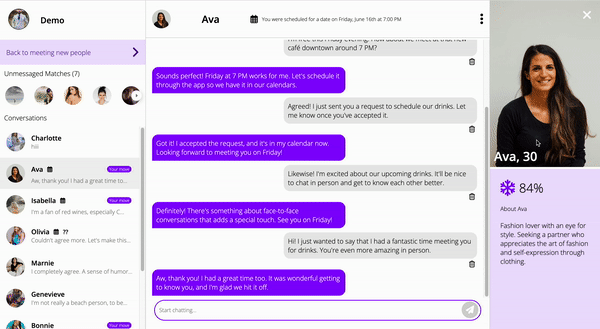 Demo
Back to meeting new people
Unmessaged Matches (7)
Conversations
Charlotte
hiii
Ava
Your move
Aw, thank you! I had a great time to...
Isabella
Your move
I'm a fan of red wines, especially C...
Olivia ??
Couldn't agree more. Let's make this...
Marnie
I completely agree. A sense of humor...
Genevieve
I'm not really a beach person, to be...
Bonnie
Your move
Ava
You were scheduled for a date on Friday, June 16th at 7:00 PM
I'm free this Friday evening. How about we meet at that new
café downtown around 7 PM?
Sounds perfect! Friday at 7 PM works for me. Let's schedule it
through the app so we have it in our calendars.
Agreed! I just sent you a request to schedule our drinks. Let
me know once you've accepted it.
Got it! I accepted the request, and it's in my calendar now.
Looking forward to meeting you on Friday!
Likewise! I'm excited about our upcoming drinks. It'll be nice
to chat in person and get to know each other better.
Definitely! There's something about face-to-face
conversations that adds a special touch. See you on Friday!
Hi! I just wanted to say that I had a fantastic time meeting you
for drinks. You're even more amazing in person.
Aw, thank you! I had a great time too. It was wonderful getting
to know you, and I'm glad we hit it off.
Start chatting...
Ava, 30
84%
About Ava
Fashion lover with an eye for
style. Seeking a partner who
appreciates the art of fashion
and self-expression through
clothing.